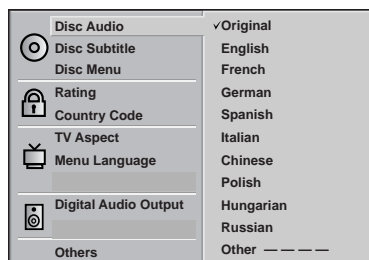 Disc Audio
Disc Subtitle
Disc Menu
Rating
Country Code
TV Aspect
Menu Language
Digital Audio Output
Others
✓Original
English
French
German
Spanish
Italian
Chinese
Polish
Hungarian
Russian
Other — — — —